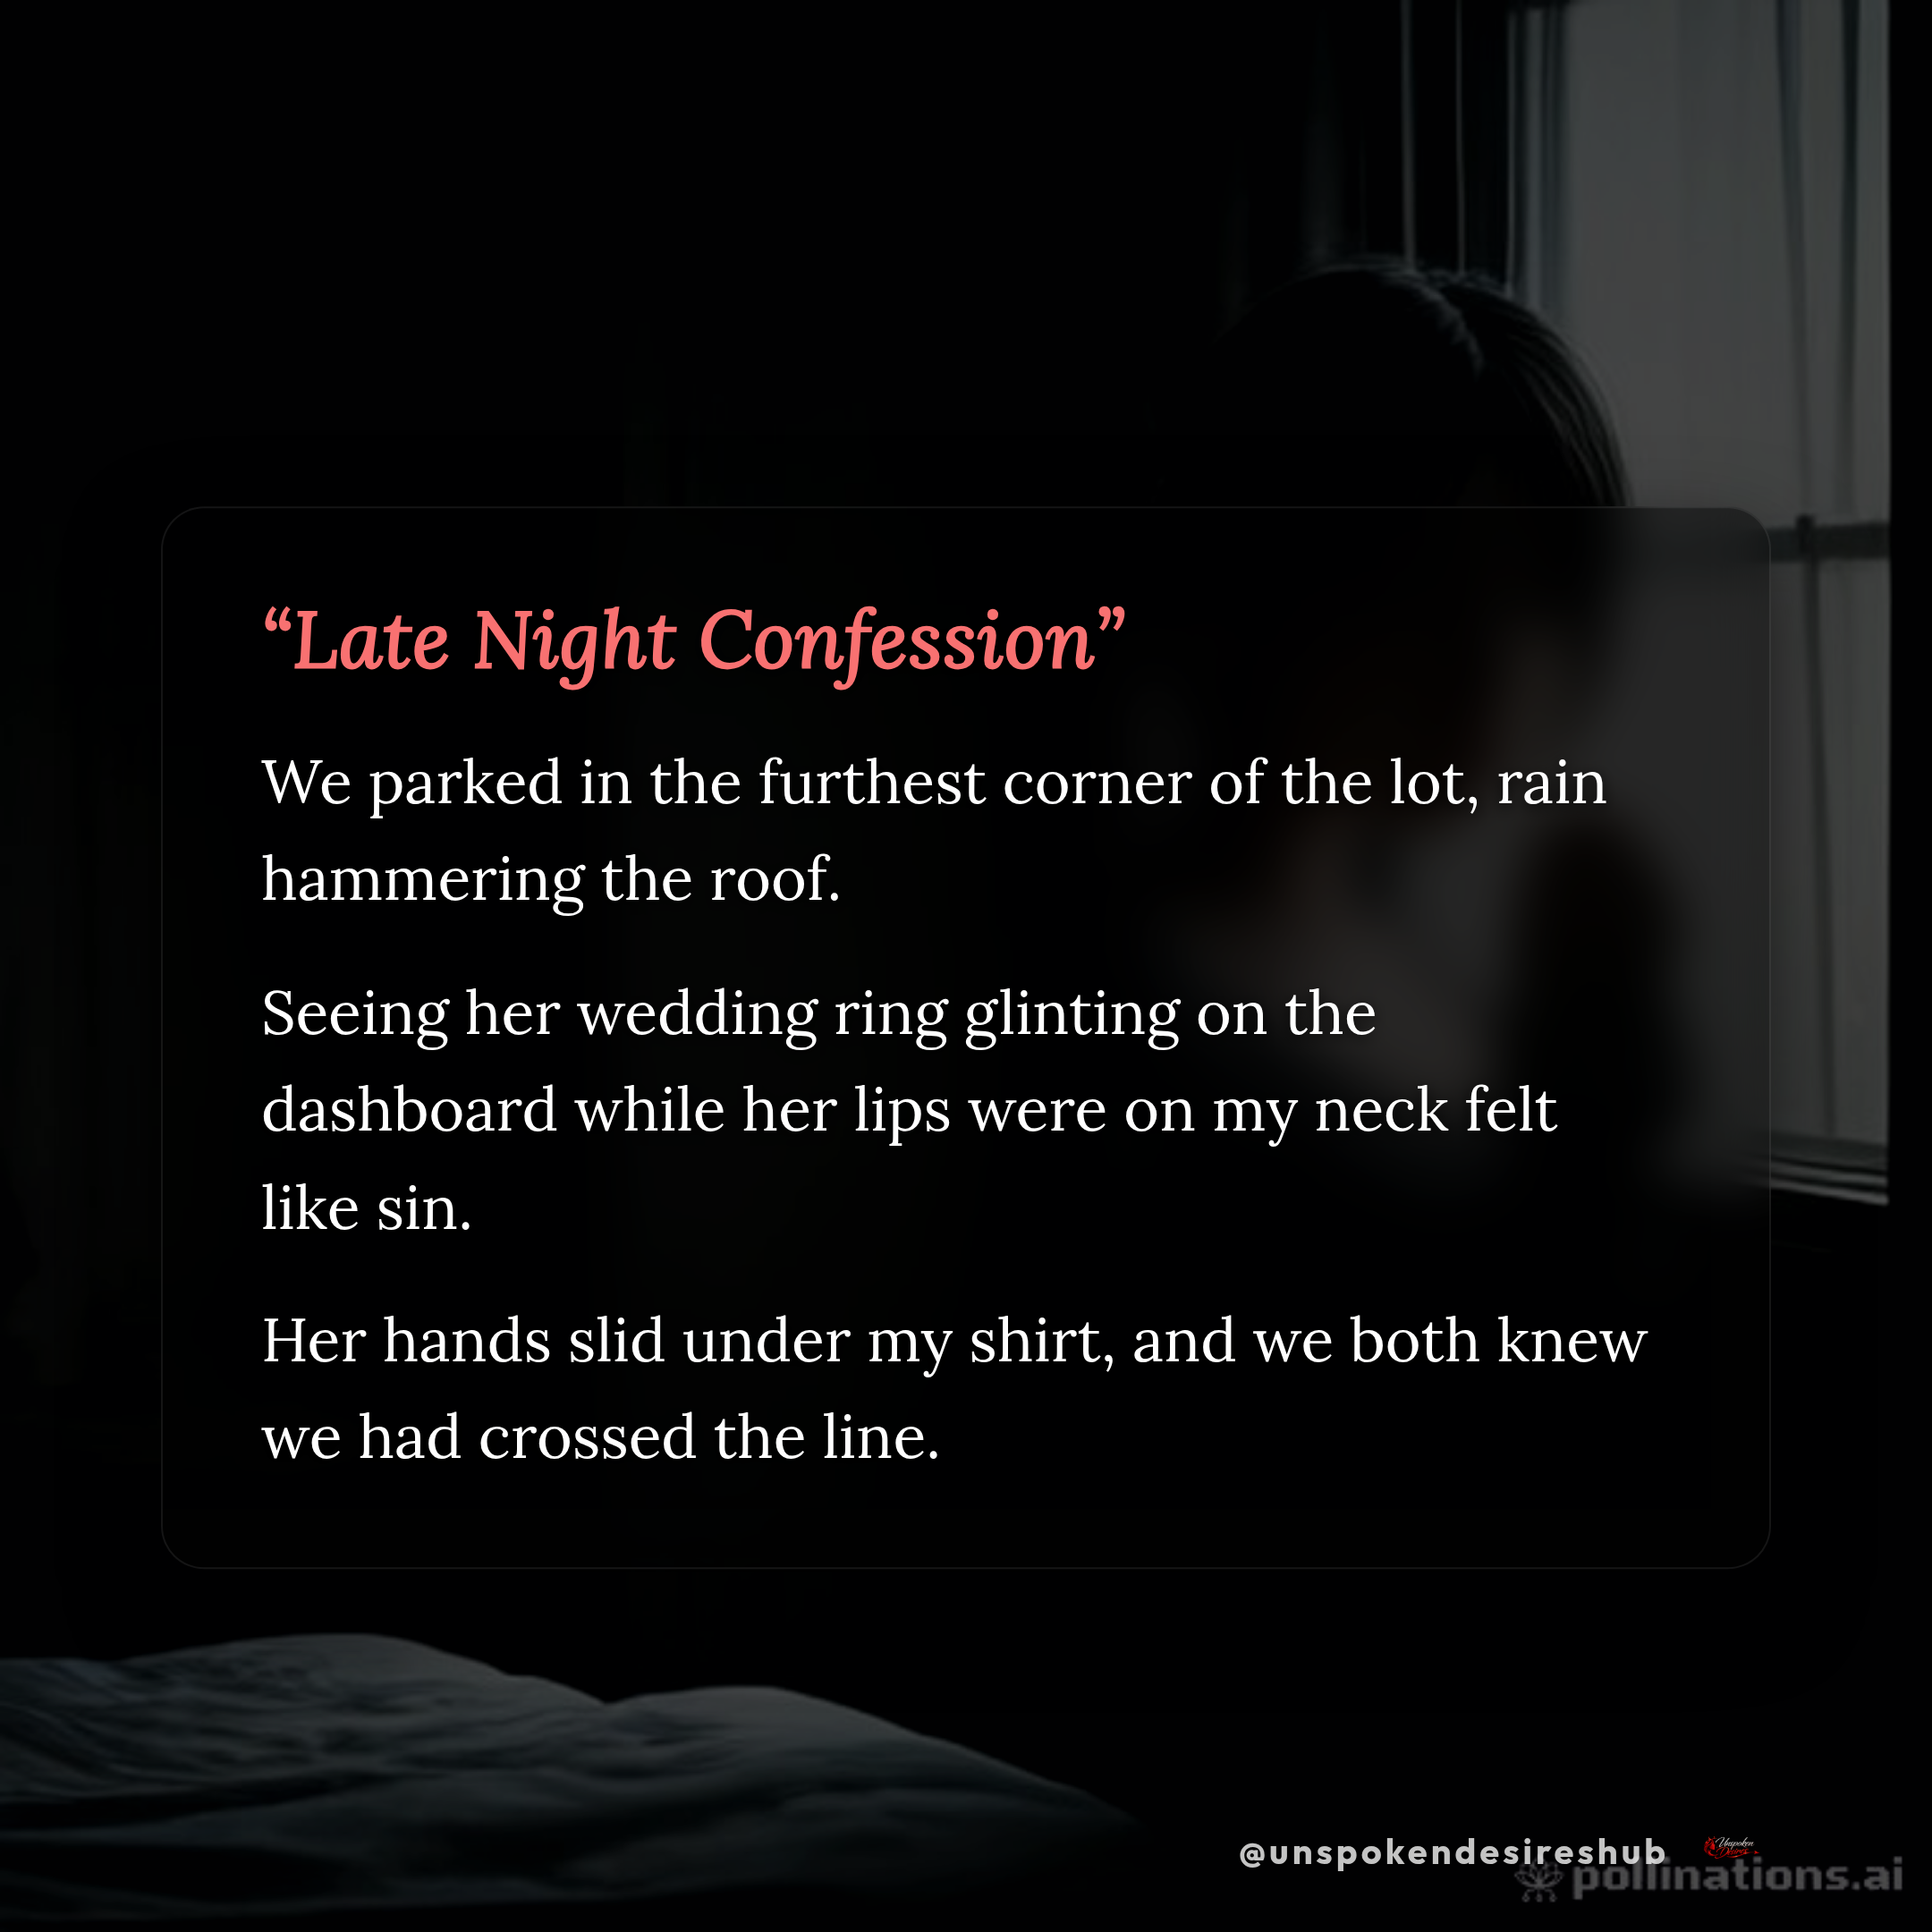 “Late Night Confession”
We parked in the furthest corner of the lot, rain
hammering the roof.
Seeing her wedding ring glinting on the
dashboard while her lips were on my neck felt
like sin.
Her hands slid under my shirt, and we both knew
we had crossed the line.
@unspokendesireshub
Unspoken
Desires
pollinations.ai